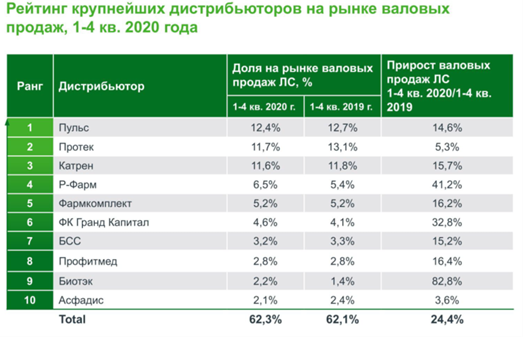 Рейтинг крупнейших дистрибьюторов на рынке валовых
продаж, 1-4 кв. 2020 года
Ранг Дистрибьютор Доля на рынке валовых продаж ЛС, % Прирост валовых продаж ЛС 1-4 кв. 2020/1-4 кв. 2019
1-4 кв. 2020 г. 1-4 кв. 2019 г.
1 Пульс 12,4% 12,7% 14,6%
2 Протек 11,7% 13,1% 5,3%
3 Катрен 11,6% 11,8% 15,7%
4 Р-Фарм 6,5% 5,4% 41,2%
5 Фармкомплект 5,2% 5,2% 16,2%
6 ФК Гранд Капитал 4,6% 4,1% 32,8%
7 БСС 3,2% 3,3% 15,2%
8 Профитмед 2,8% 2,8% 16,4%
9 Биотэк 2,2% 1,4% 82,8%
10 Асфадис 2,1% 2,4% 3,6%
Total 62,3% 62,1% 24,4%